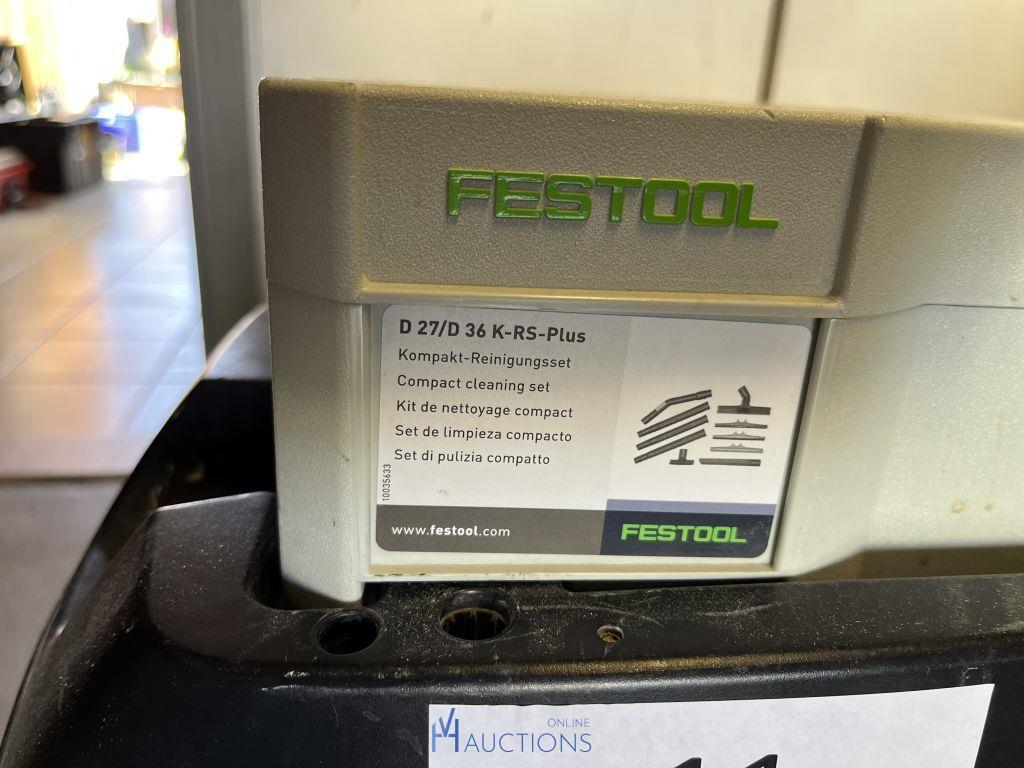 FESTOOL
D 27/D 36 K-RS-Plus
Kompakt-Reinigungsset
Compact cleaning set
Kit de nettoyage compact
Set de limpieza compacto
Set di pulizia compatto
10035633
www.festool.com
FESTOOL
HV ONLINE
AUCTIONS